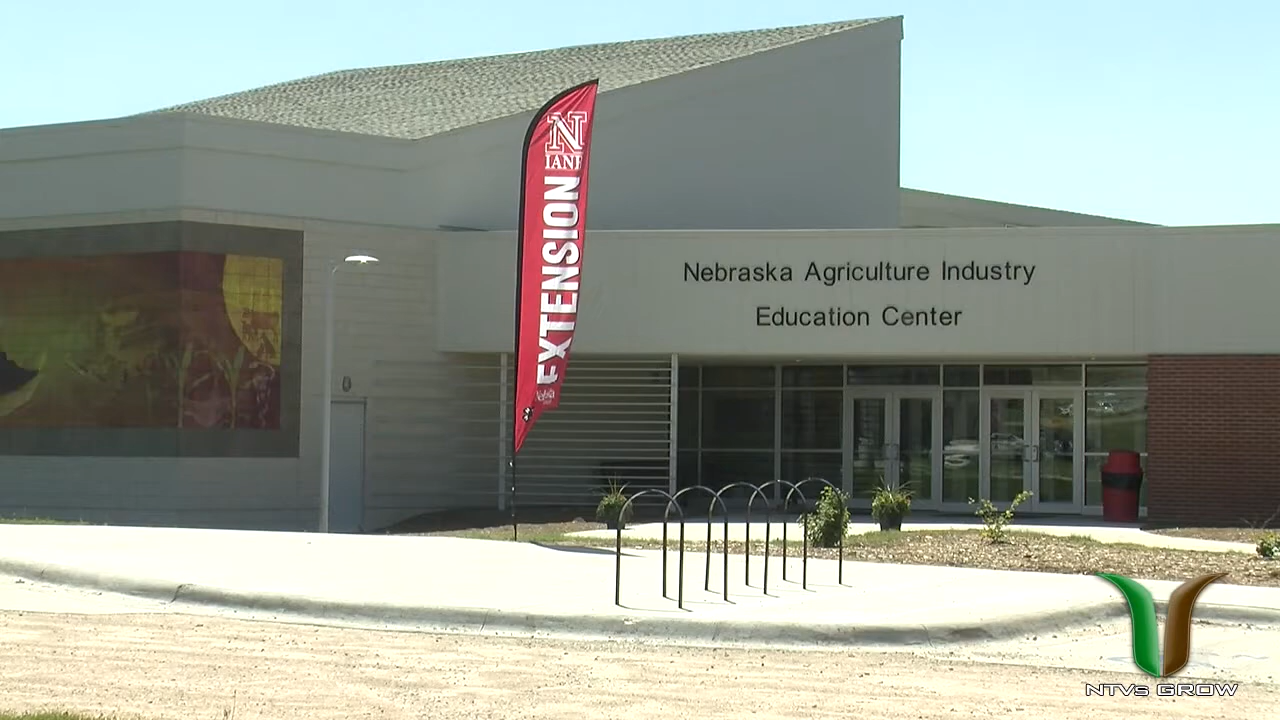 N
IANR
EXTENSION
Nebraska Agriculture Industry
Education Center
NTVs GROW